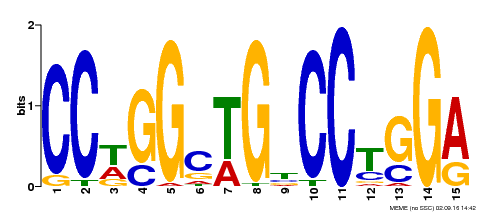 2
bits
1
0
CCTGGCTGTCCTGGA
1 2 3 4 5 6 7 8 9 10 11 12 13 14 15
MEME (no SSC) 02.09.16 14:42